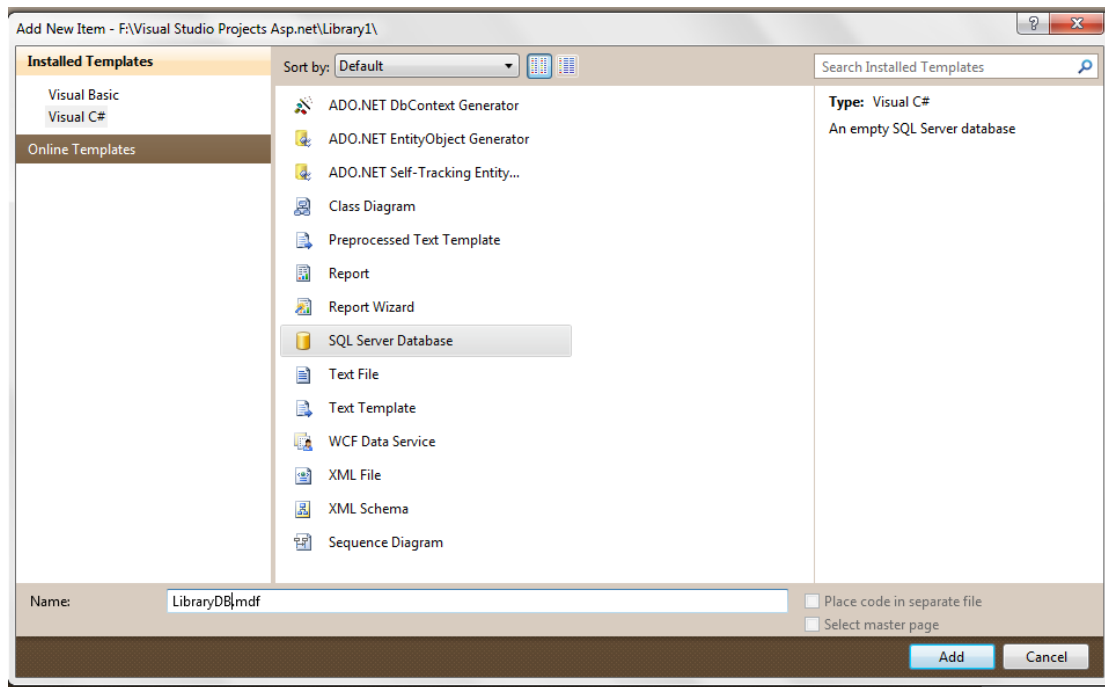 Add New Item - F:\Visual Studio Projects Asp.net\Library1\
Installed Templates
Visual Basic
Visual C#
Online Templates
Sort by: Default
ADO.NET DbContext Generator
ADO.NET EntityObject Generator
ADO.NET Self-Tracking Entity...
Class Diagram
Preprocessed Text Template
Report
Report Wizard
SQL Server Database
Text File
Text Template
WCF Data Service
XML File
XML Schema
Sequence Diagram
Search Installed Templates
Type: Visual C#
An empty SQL Server database
Name: LibraryDB.mdf
Place code in separate file
Select master page
Add Cancel